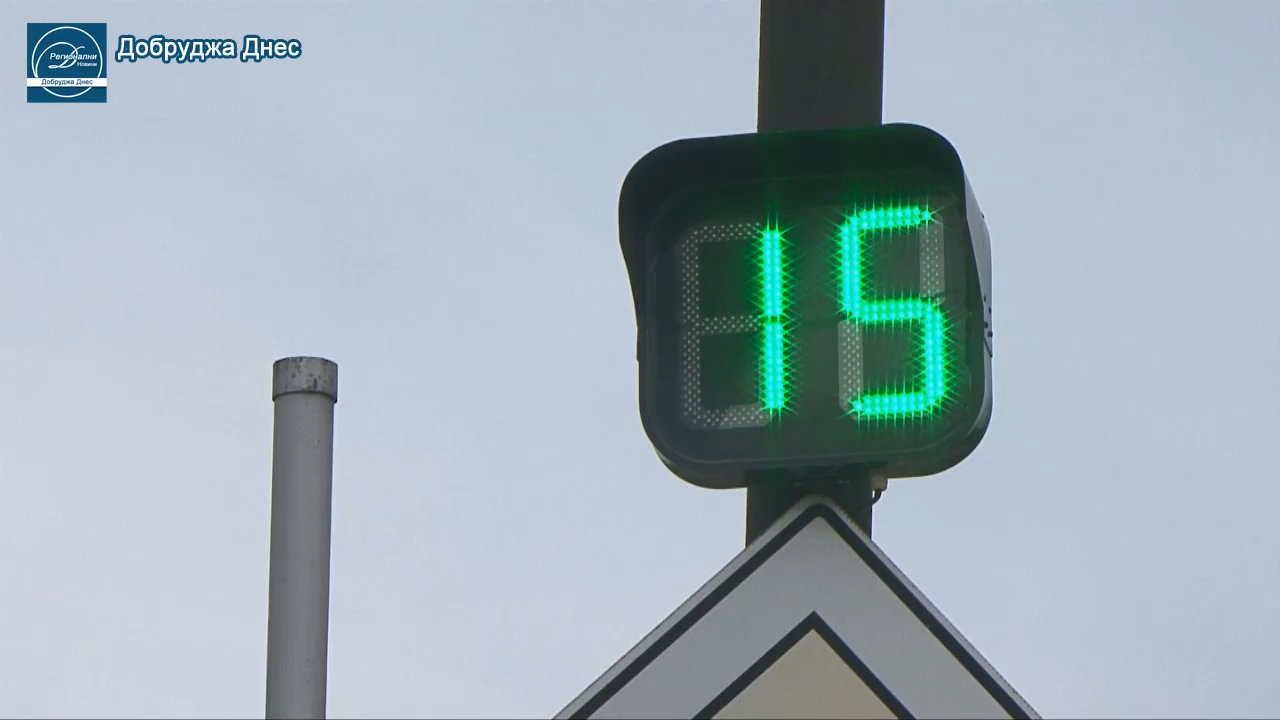 Добруджа Днес
Регионални
Новини
Добруджа Днес
15